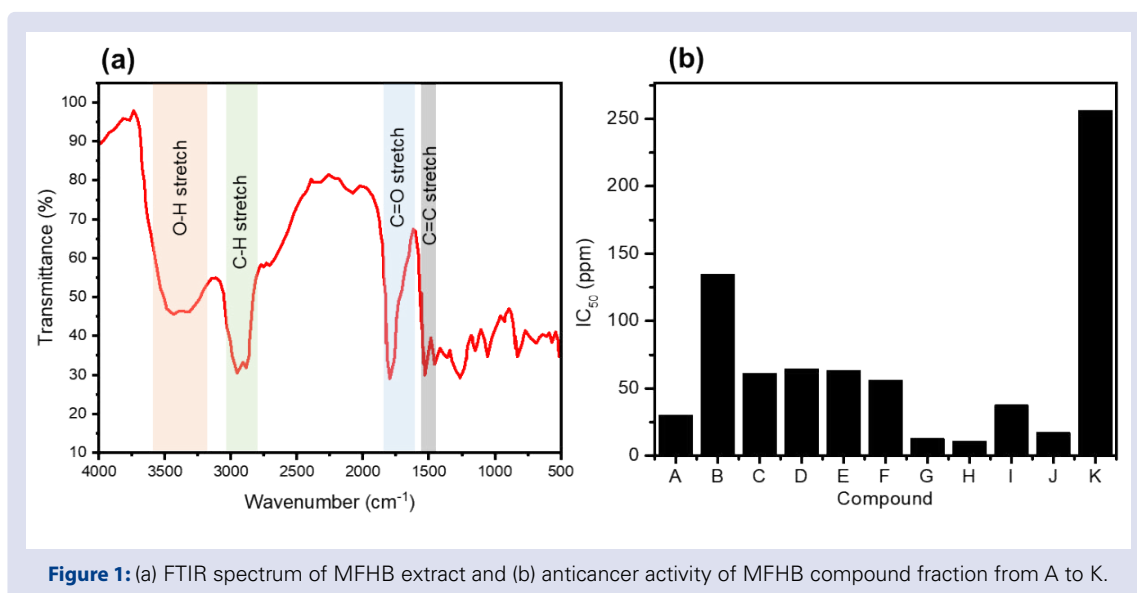 (a)
100
90
80
70
60
50
40
30
20
10
Transmittance (%)
O-H stretch
C-H stretch
C=O stretch
C=C stretch
4000 3500 3000 2500 2000 1500 1000 500
Wavenumber (cm⁻¹)
(b)
250
200
150
100
50
0
IC₅₀ (ppm)
A B C D E F G H I J K
Compound
Figure 1: (a) FTIR spectrum of MFHB extract and (b) anticancer activity of MFHB compound fraction from A to K.